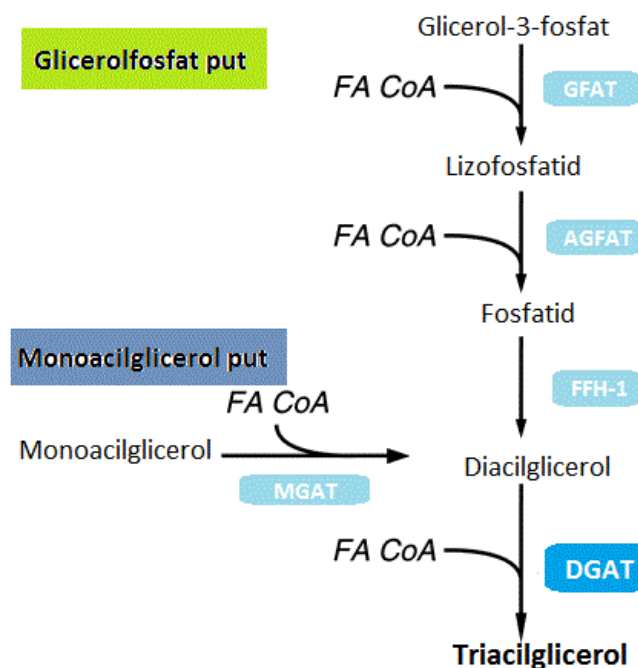 Glicerol-3-fosfat
Glicerolfosfat put
FA CoA
GFAT
Lizofosfatid
FA CoA
AGFAT
Fosfatid
Monoacilglicerol put
FFH-1
FA CoA
Monoacilglicerol
MGAT
Diacilglicerol
FA CoA
DGAT
Triacilglicerol